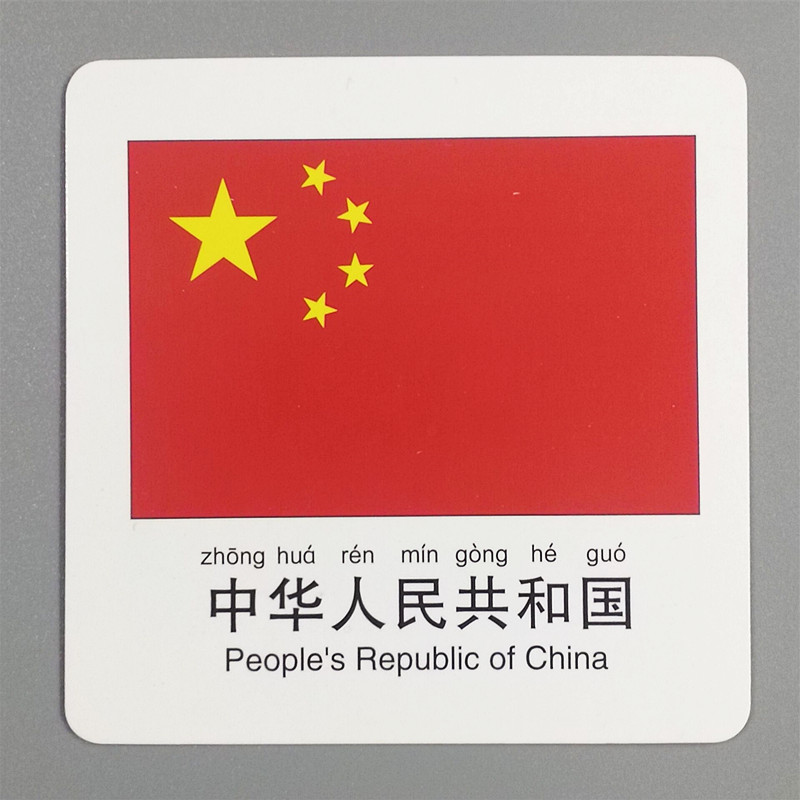 zhōng huá rén mín gòng hé guó
中华人民共和国
People's Republic of China